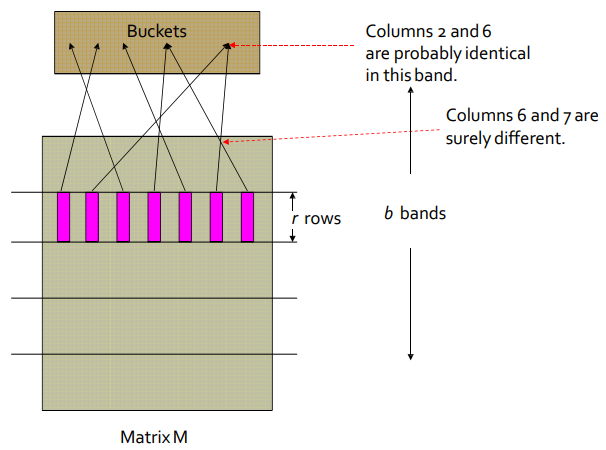 Buckets
Columns 2 and 6
are probably identical
in this band.
Columns 6 and 7 are
surely different.
r rows
b bands
Matrix M